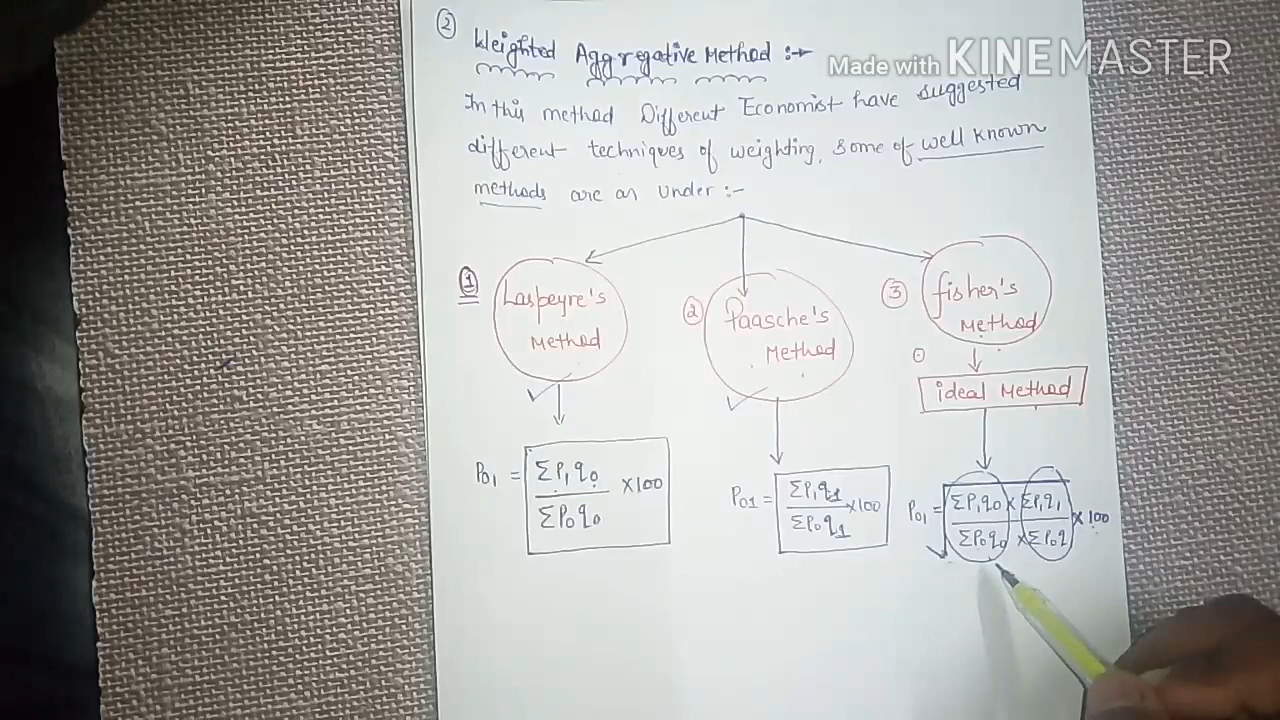 ② Weighted Aggregative Method :-
Made with KINEMASTER
In this method Different Economist have suggested
different techniques of weighting, some of well known
methods are as under :-
① Laspeyre's
Method
② Paasche's
Method
③ fisher's
Method
ideal Method
P₀₁ = ΣP₁q₀ / ΣP₀q₀ ×100
P₀₁ = ΣP₁q₁ / ΣP₀q₁ ×100
P₀₁ = √ ΣP₁q₀ × ΣP₁q₁ / ΣP₀q₀ × ΣP₀q₁ × 100